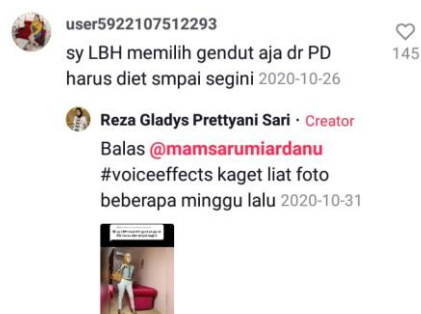 user5922107512293
sy LBH memilih gendut aja dr PD
harus diet smpai segini 2020-10-26
145
Reza Gladys Prettyani Sari · Creator
Balas @mamsarumiardanu
#voiceeffects kaget liat foto
beberapa minggu lalu 2020-10-31